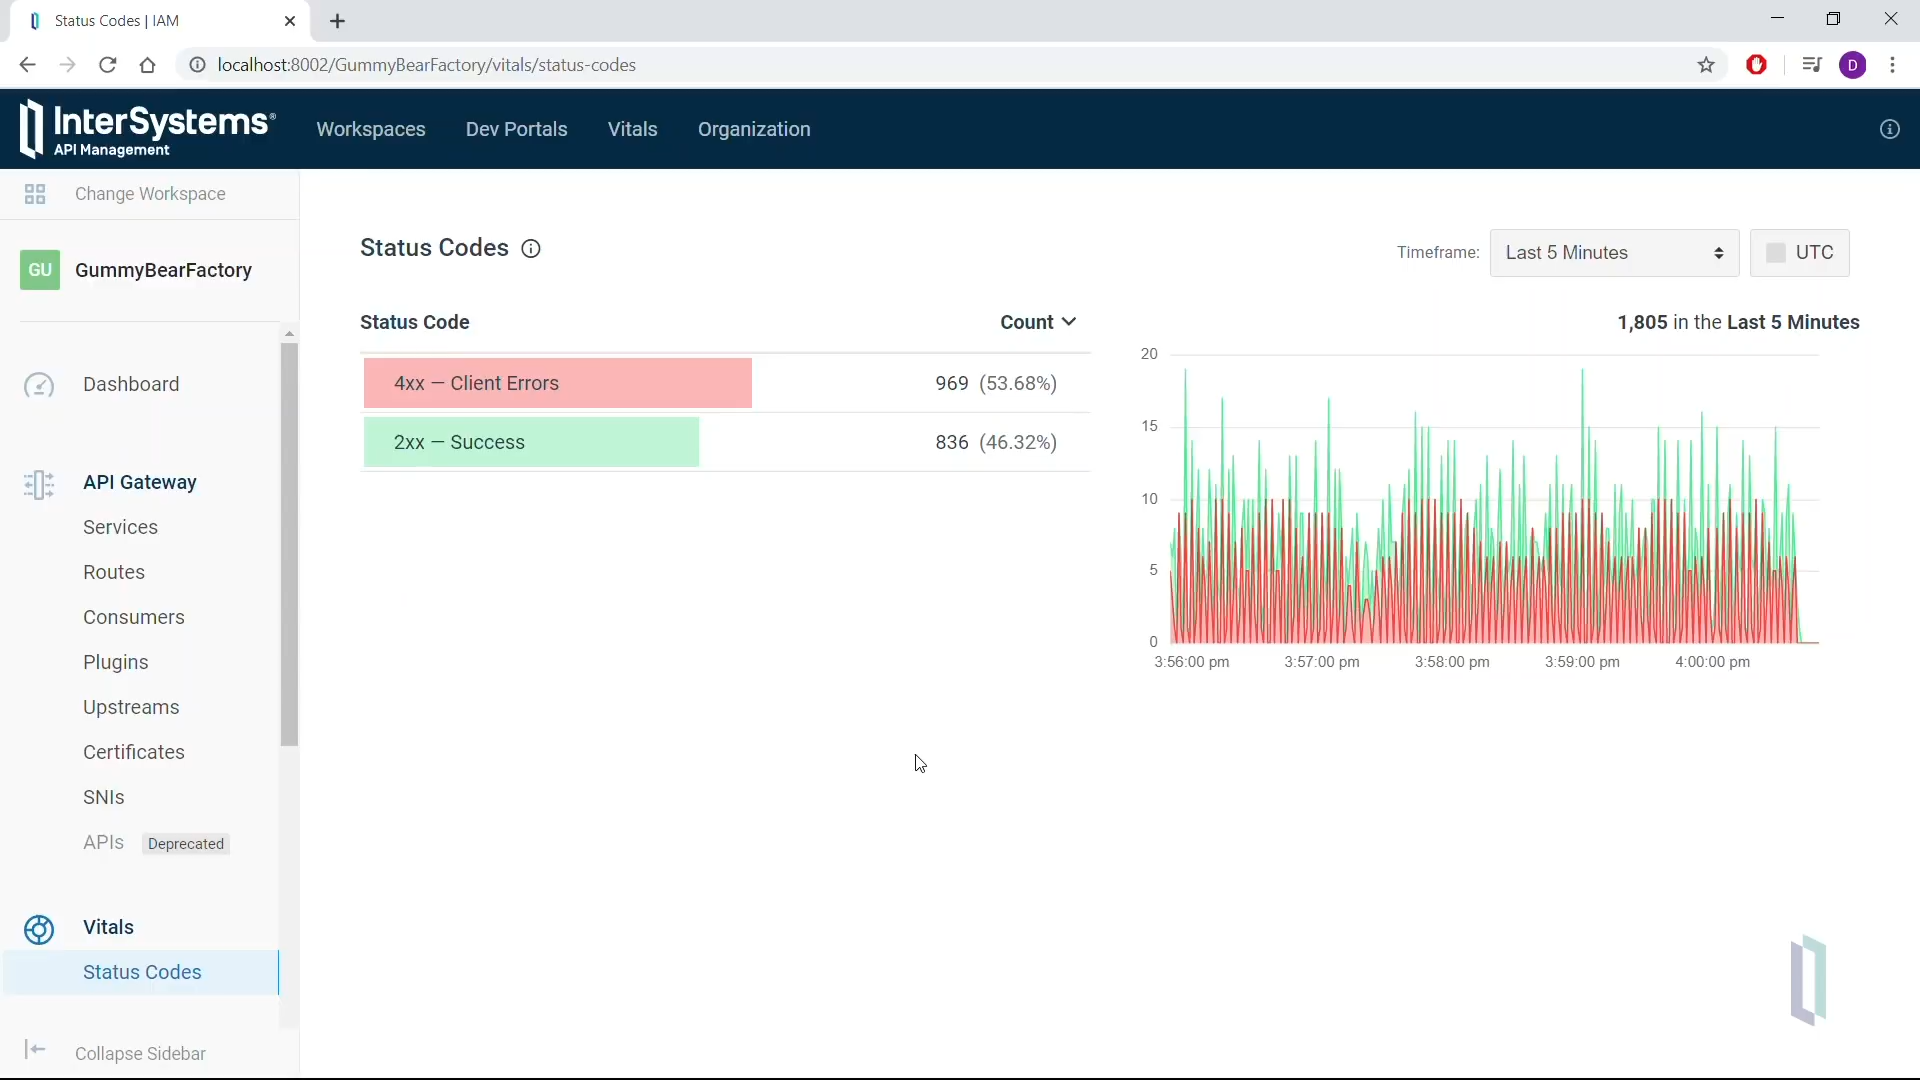 Status Codes | IAM
localhost:8002/GummyBearFactory/vitals/status-codes
D
InterSystems®
API Management
Workspaces
Dev Portals
Vitals
Organization
Change Workspace
GU
GummyBearFactory
Dashboard
API Gateway
Services
Routes
Consumers
Plugins
Upstreams
Certificates
SNIs
APIs Deprecated
Vitals
Status Codes
Collapse Sidebar
Status Codes
Timeframe: Last 5 Minutes UTC
Status Code Count
4xx — Client Errors 969 (53.68%)
2xx — Success 836 (46.32%)
1,805 in the Last 5 Minutes
20
15
10
5
0
3:56:00 pm 3:57:00 pm 3:58:00 pm 3:59:00 pm 4:00:00 pm